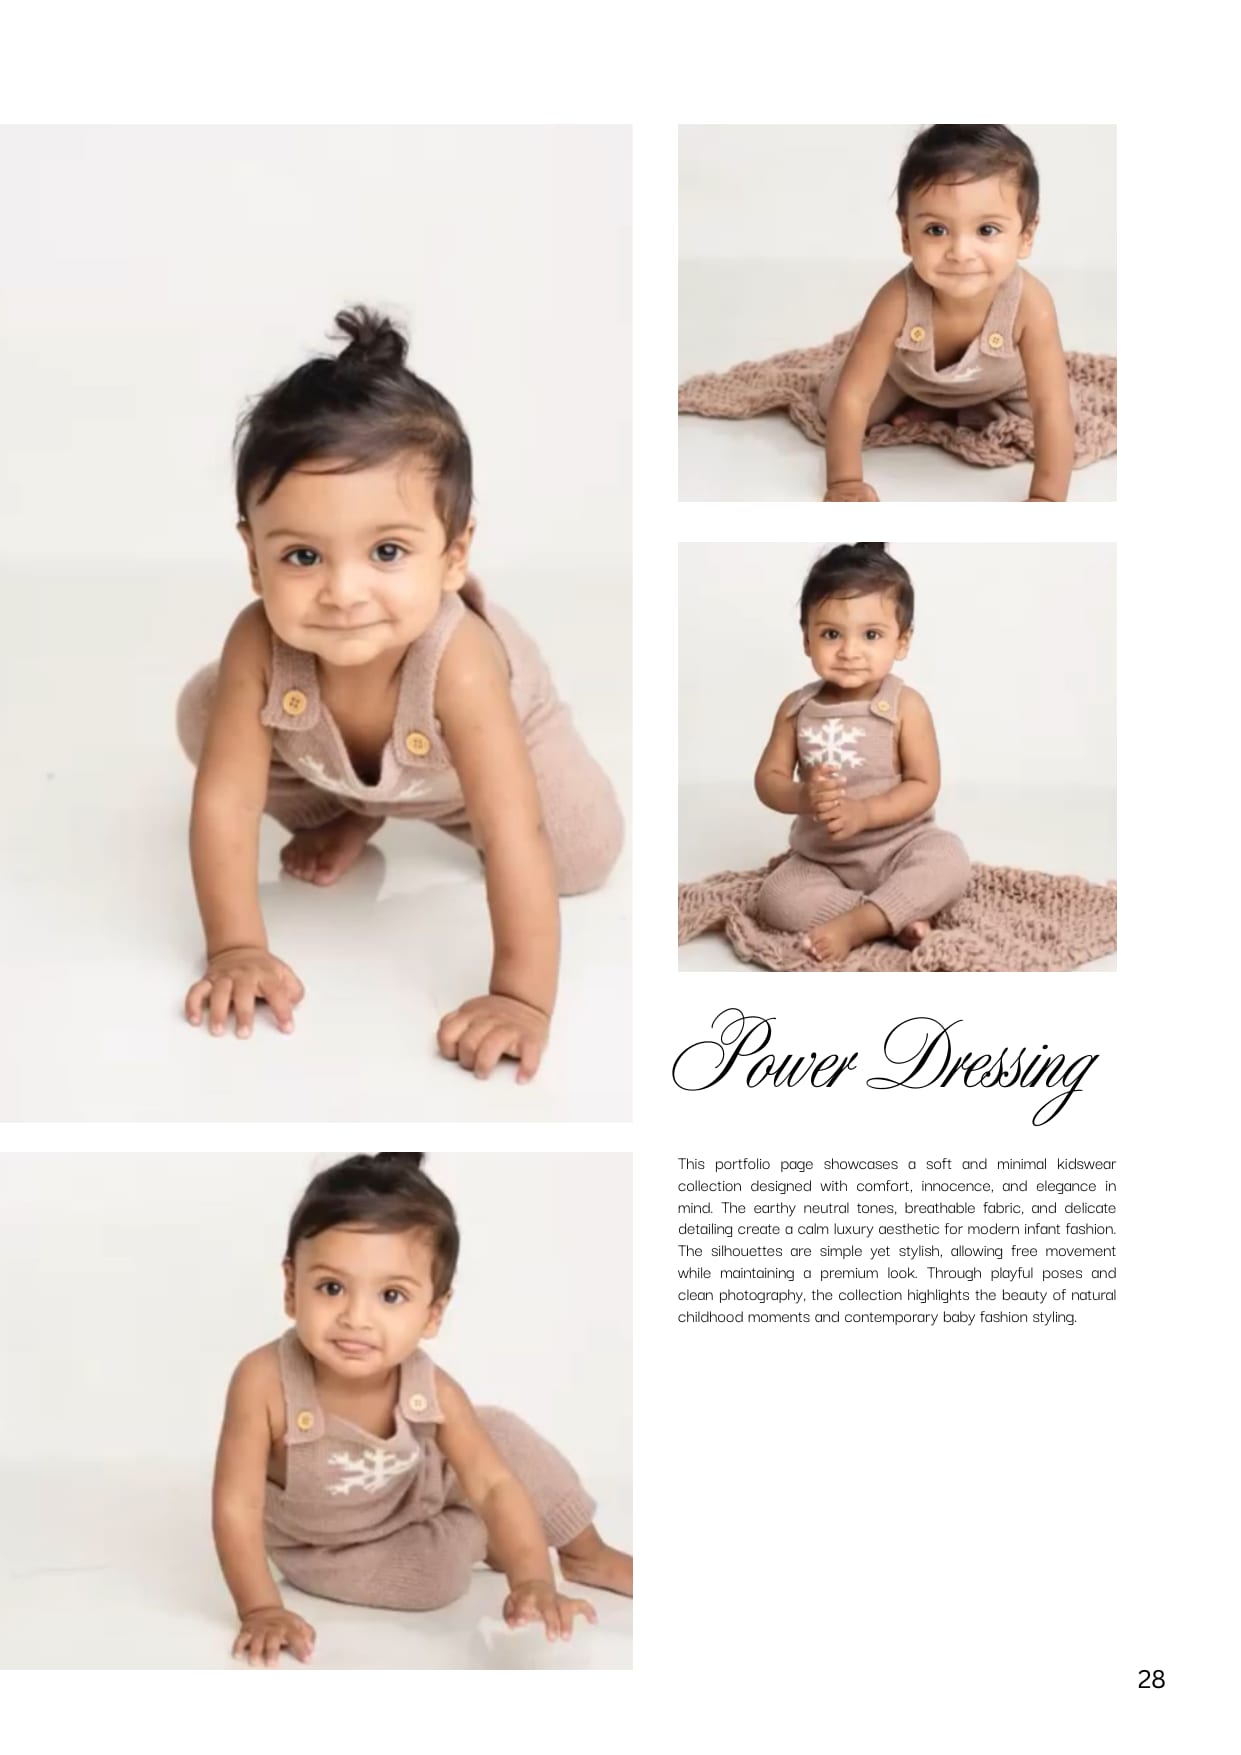 Power Dressing
This portfolio page showcases a soft and minimal kidswear
collection designed with comfort, innocence, and elegance in
mind. The earthy neutral tones, breathable fabric, and delicate
detailing create a calm luxury aesthetic for modern infant fashion.
The silhouettes are simple yet stylish, allowing free movement
while maintaining a premium look. Through playful poses and
clean photography, the collection highlights the beauty of natural
childhood moments and contemporary baby fashion styling.
28